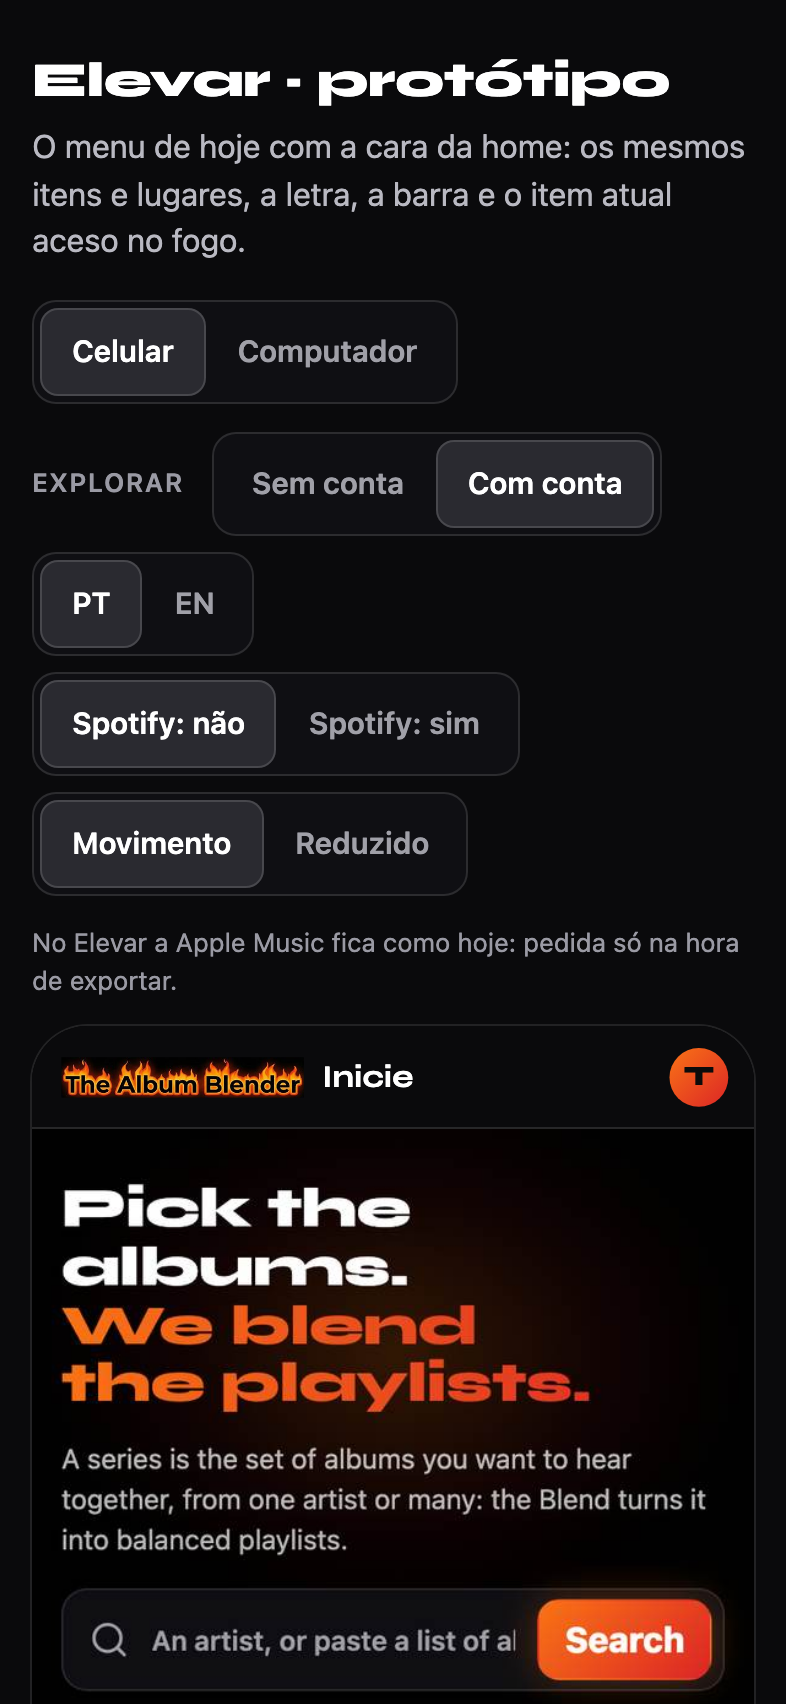 Elevar · protótipo
O menu de hoje com a cara da home: os mesmos
itens e lugares, a letra, a barra e o item atual
aceso no fogo.
Celular Computador
EXPLORAR Sem conta Com conta
PT EN
Spotify: não Spotify: sim
Movimento Reduzido
No Elevar a Apple Music fica como hoje: pedida só na hora
de exportar.
The Album Blender Inicie T
Pick the
albums.
We blend
the playlists.
A series is the set of albums you want to hear
together, from one artist or many: the Blend turns it
into balanced playlists.
An artist, or paste a list of al Search